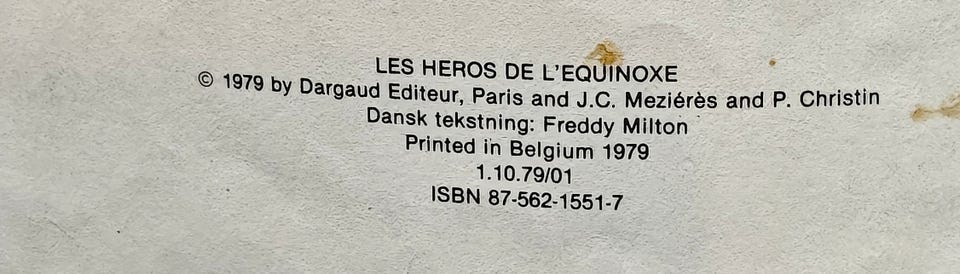 LES HEROS DE L'EQUINOXE
© 1979 by Dargaud Editeur, Paris and J.C. Meziérès and P. Christin
Dansk tekstning: Freddy Milton
Printed in Belgium 1979
1.10.79/01
ISBN 87-562-1551-7